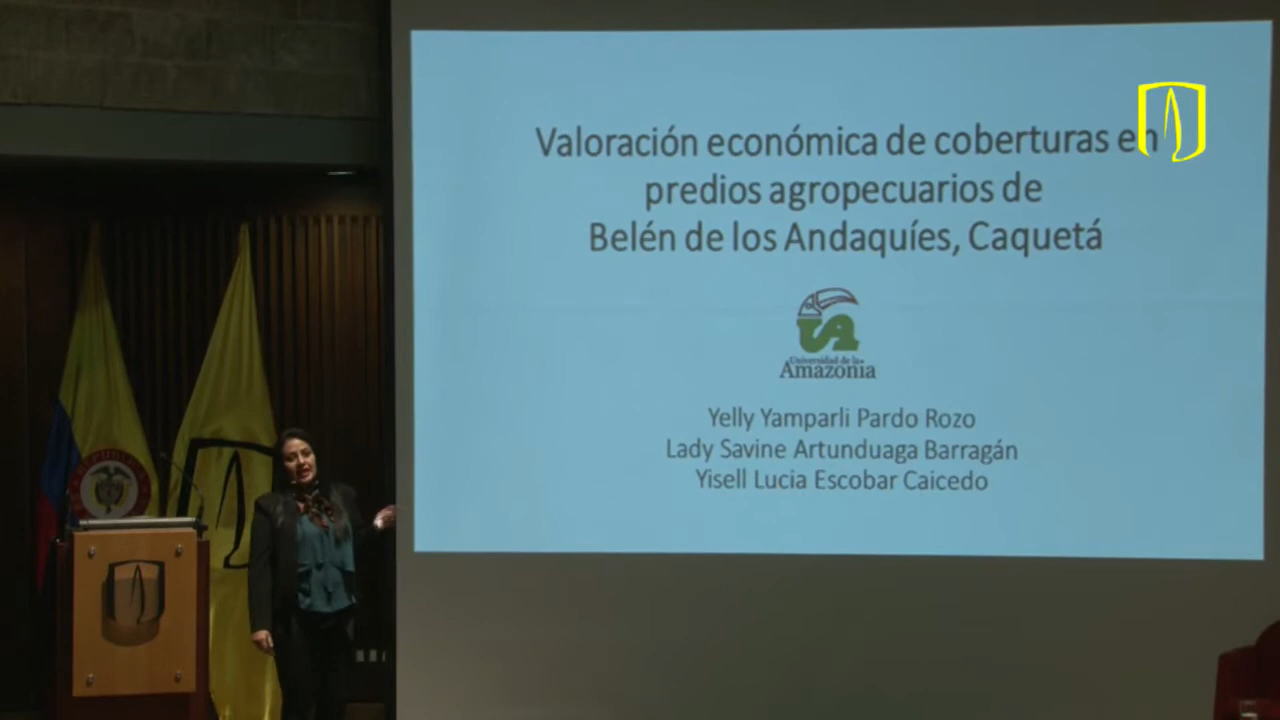 Valoración económica de coberturas en
predios agropecuarios de
Belén de los Andaquíes, Caquetá
Universidad de la
Amazonia
Yelly Yamparli Pardo Rozo
Lady Savine Artunduaga Barragán
Yisell Lucia Escobar Caicedo